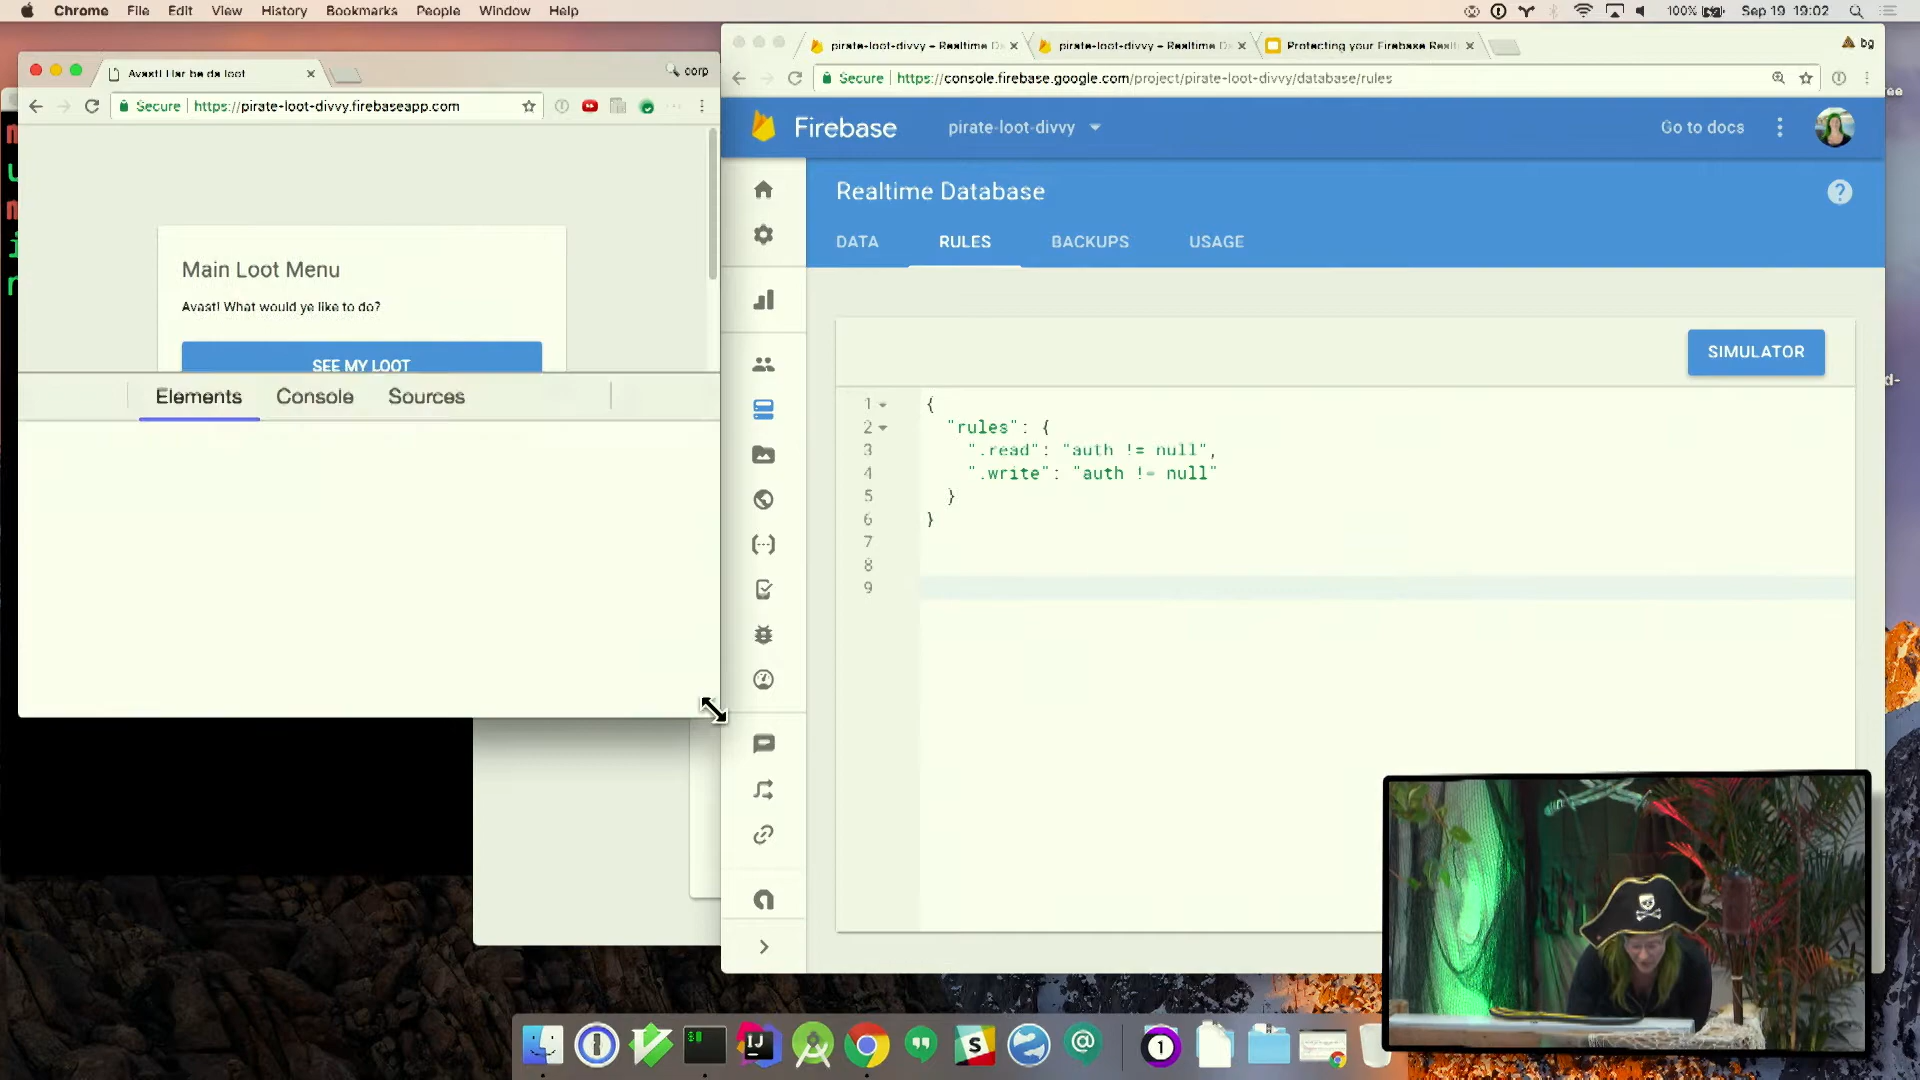 Chrome File Edit View History Bookmarks People Window Help
100% Sep 19 19:02
Avast! Har be da loot
corp
Secure https://pirate-loot-divvy.firebaseapp.com
Main Loot Menu
Avast! What would ye like to do?
SEE MY LOOT
Elements Console Sources
pirate-loot-divvy – Realtime D
pirate-loot-divvy – Realtime D
Protecting your Firebase Realt
bg
Secure https://console.firebase.google.com/project/pirate-loot-divvy/database/rules
Firebase pirate-loot-divvy
Go to docs
Realtime Database
DATA RULES BACKUPS USAGE
SIMULATOR
1 {
2 "rules": {
3 ".read": "auth != null",
4 ".write": "auth != null"
5 }
6 }
7
8
9